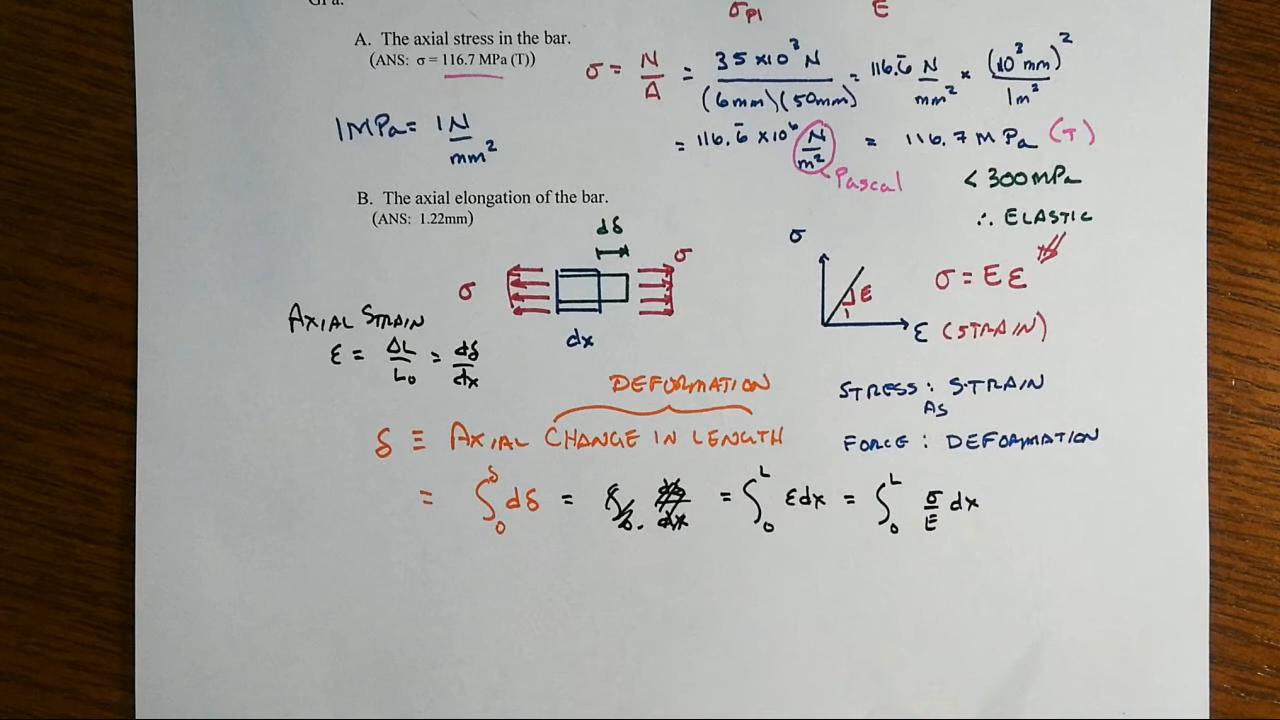 σpl E
A. The axial stress in the bar.
(ANS: σ = 116.7 MPa (T))
σ = N/A = 35 x10³ N / (6mm)(50mm) = 116.6̄ N/mm² x (10³ mm)² / 1m²
1MPa = 1N/mm²
= 116.6̄ x10⁶ N/m² = 116.7 MPa (T)
Pascal
< 300 MPa
∴ ELASTIC
B. The axial elongation of the bar.
(ANS: 1.22mm)
dδ
σ σ
dx
σ
E
ε (STRAIN)
σ = Eε
AXIAL STRAIN
ε = ΔL/L₀ = dδ/dx
DEFORMATION
δ ≡ AXIAL CHANGE IN LENGTH
STRESS : STRAIN
AS
FORCE : DEFORMATION
= ∫₀^δ dδ = = ∫₀^L εdx = ∫₀^L σ/E dx